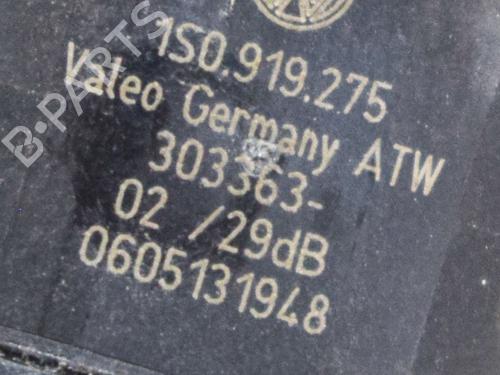 1S0.919.275
Valeo Germany ATW
303363-
02 /29dB
0605131948
B-PARTS